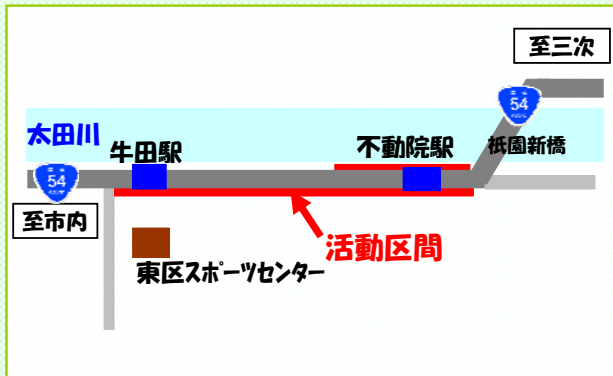 至三次
54
太田川
牛田駅
不動院駅
祇園新橋
54
至市内
活動区間
東区スポーツセンター